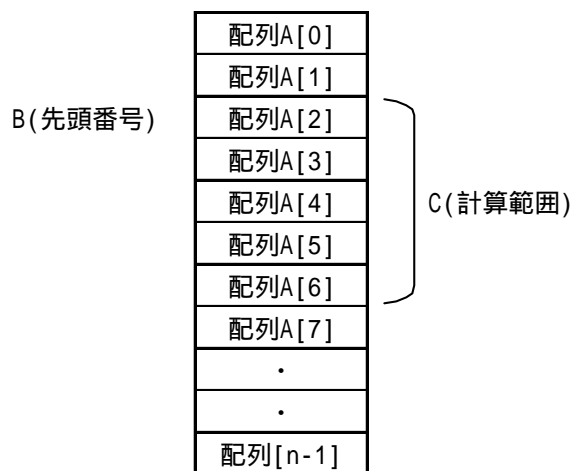 配列A[0]
配列A[1]
B(先頭番号)
配列A[2]
配列A[3]
配列A[4]
C(計算範囲)
配列A[5]
配列A[6]
配列A[7]
・
・
配列[n-1]